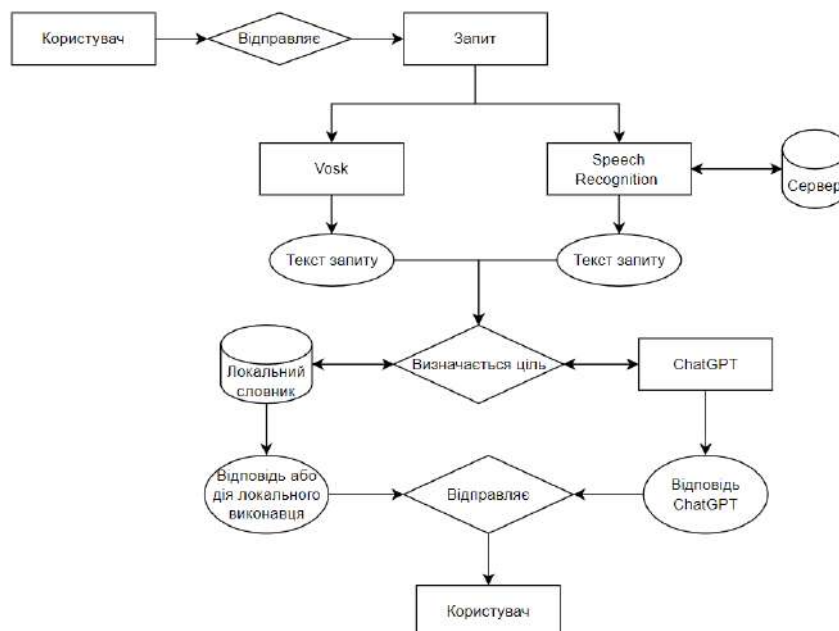 Користувач
Відправляє
Запит
Vosk
Speech
Recognition
Сервер
Текст запиту
Текст запиту
Локальний
словник
Визначається ціль
ChatGPT
Відповідь або
дія локального
виконавця
Відправляє
Відповідь
ChatGPT
Користувач